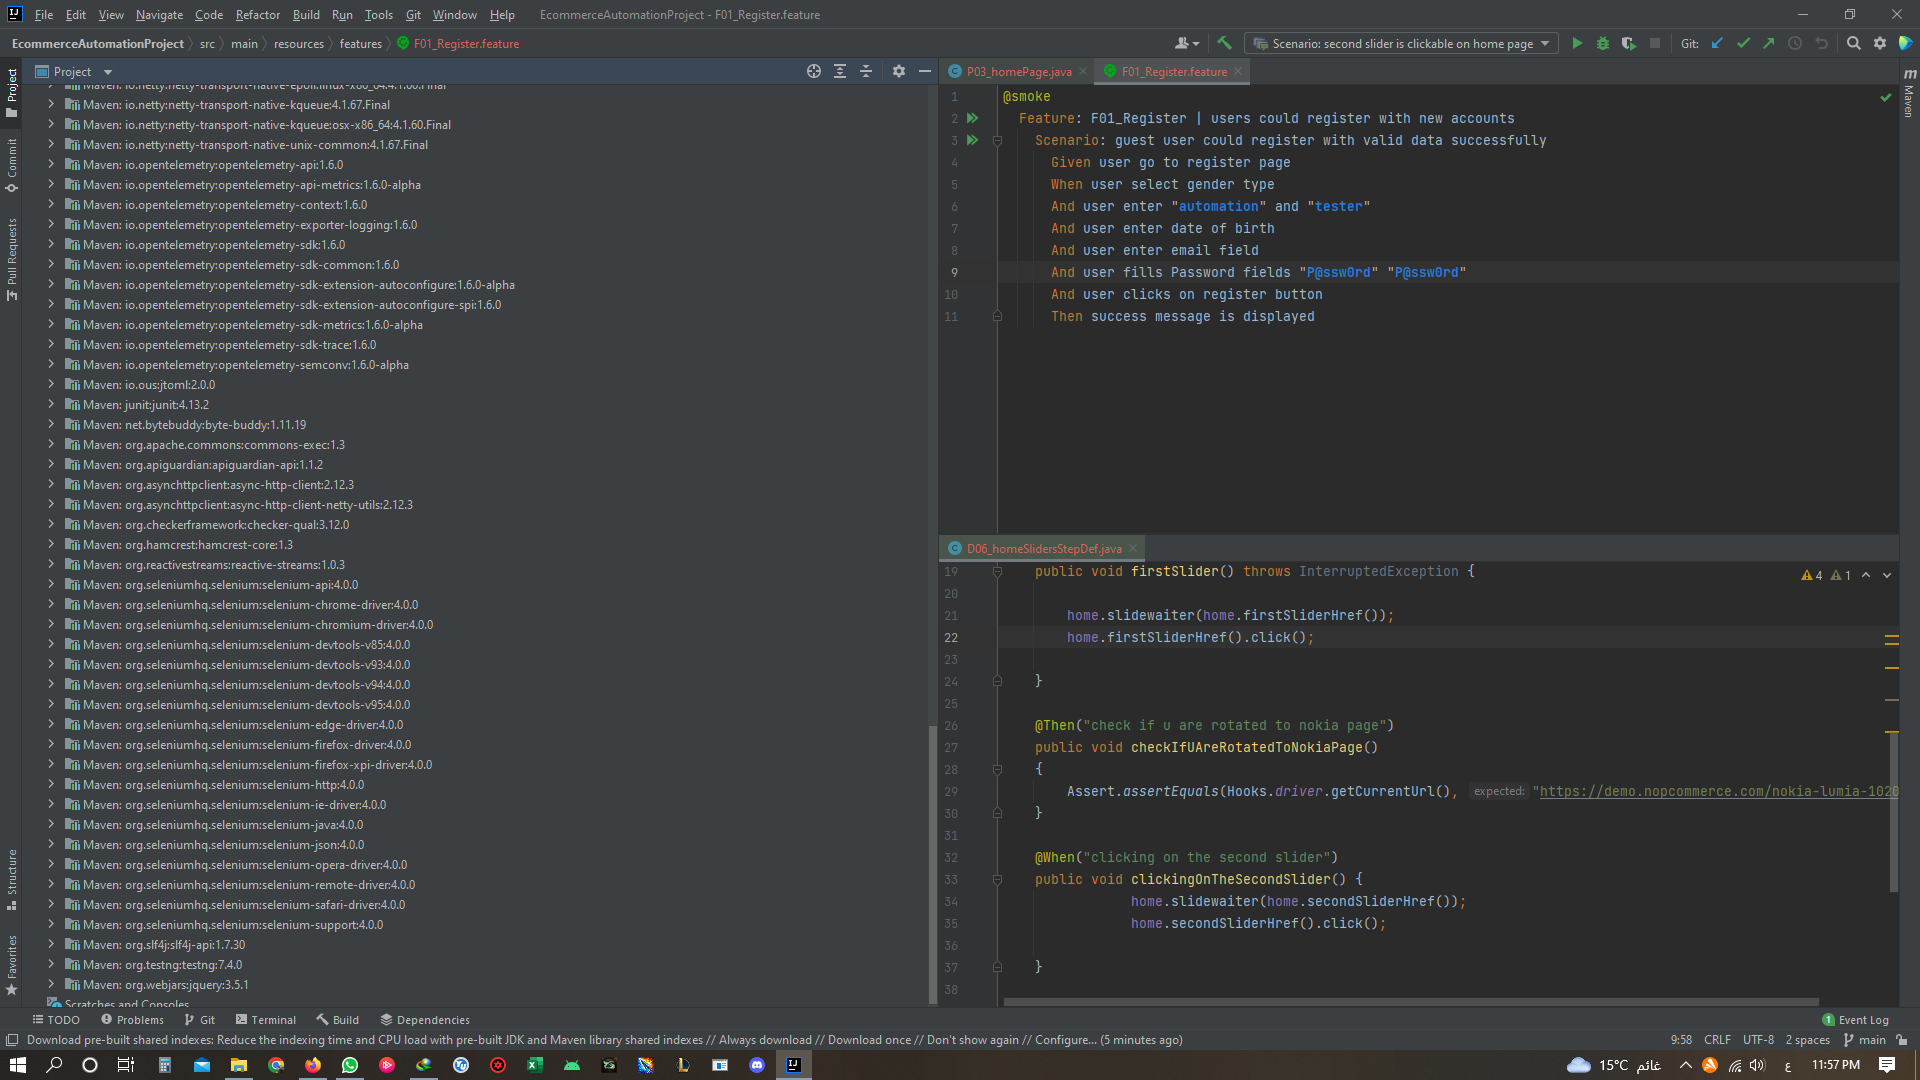 File Edit View Navigate Code Refactor Build Run Tools Git Window Help EcommerceAutomationProject - F01_Register.feature
EcommerceAutomationProject src main resources features F01_Register.feature
Scenario: second slider is clickable on home page
Git:
Project
Commit
Pull Requests
Structure
Favorites
Project
Maven: io.netty:netty-transport-native-epoll:linux-x86_64:4.1.60.Final
Maven: io.netty:netty-transport-native-kqueue:4.1.67.Final
Maven: io.netty:netty-transport-native-kqueue:osx-x86_64:4.1.60.Final
Maven: io.netty:netty-transport-native-unix-common:4.1.67.Final
Maven: io.opentelemetry:opentelemetry-api:1.6.0
Maven: io.opentelemetry:opentelemetry-api-metrics:1.6.0-alpha
Maven: io.opentelemetry:opentelemetry-context:1.6.0
Maven: io.opentelemetry:opentelemetry-exporter-logging:1.6.0
Maven: io.opentelemetry:opentelemetry-sdk:1.6.0
Maven: io.opentelemetry:opentelemetry-sdk-common:1.6.0
Maven: io.opentelemetry:opentelemetry-sdk-extension-autoconfigure:1.6.0-alpha
Maven: io.opentelemetry:opentelemetry-sdk-extension-autoconfigure-spi:1.6.0
Maven: io.opentelemetry:opentelemetry-sdk-metrics:1.6.0-alpha
Maven: io.opentelemetry:opentelemetry-sdk-trace:1.6.0
Maven: io.opentelemetry:opentelemetry-semconv:1.6.0-alpha
Maven: io.ous:jtoml:2.0.0
Maven: junit:junit:4.13.2
Maven: net.bytebuddy:byte-buddy:1.11.19
Maven: org.apache.commons:commons-exec:1.3
Maven: org.apiguardian:apiguardian-api:1.1.2
Maven: org.asynchttpclient:async-http-client:2.12.3
Maven: org.asynchttpclient:async-http-client-netty-utils:2.12.3
Maven: org.checkerframework:checker-qual:3.12.0
Maven: org.hamcrest:hamcrest-core:1.3
Maven: org.reactivestreams:reactive-streams:1.0.3
Maven: org.seleniumhq.selenium:selenium-api:4.0.0
Maven: org.seleniumhq.selenium:selenium-chrome-driver:4.0.0
Maven: org.seleniumhq.selenium:selenium-chromium-driver:4.0.0
Maven: org.seleniumhq.selenium:selenium-devtools-v85:4.0.0
Maven: org.seleniumhq.selenium:selenium-devtools-v93:4.0.0
Maven: org.seleniumhq.selenium:selenium-devtools-v94:4.0.0
Maven: org.seleniumhq.selenium:selenium-devtools-v95:4.0.0
Maven: org.seleniumhq.selenium:selenium-edge-driver:4.0.0
Maven: org.seleniumhq.selenium:selenium-firefox-driver:4.0.0
Maven: org.seleniumhq.selenium:selenium-firefox-xpi-driver:4.0.0
Maven: org.seleniumhq.selenium:selenium-http:4.0.0
Maven: org.seleniumhq.selenium:selenium-ie-driver:4.0.0
Maven: org.seleniumhq.selenium:selenium-java:4.0.0
Maven: org.seleniumhq.selenium:selenium-json:4.0.0
Maven: org.seleniumhq.selenium:selenium-opera-driver:4.0.0
Maven: org.seleniumhq.selenium:selenium-remote-driver:4.0.0
Maven: org.seleniumhq.selenium:selenium-safari-driver:4.0.0
Maven: org.seleniumhq.selenium:selenium-support:4.0.0
Maven: org.slf4j:slf4j-api:1.7.30
Maven: org.testng:testng:7.4.0
Maven: org.webjars:jquery:3.5.1
Scratches and Consoles
P03_homePage.java F01_Register.feature
m Maven
1 @smoke
2 Feature: F01_Register | users could register with new accounts
3 Scenario: guest user could register with valid data successfully
4 Given user go to register page
5 When user select gender type
6 And user enter "automation" and "tester"
7 And user enter date of birth
8 And user enter email field
9 And user fills Password fields "P@ssw0rd" "P@ssw0rd"
10 And user clicks on register button
11 Then success message is displayed
D06_homeSlidersStepDef.java
4 1
19 public void firstSlider() throws InterruptedException {
20
21 home.slidewaiter(home.firstSliderHref());
22 home.firstSliderHref().click();
23
24 }
25
26 @Then("check if u are rotated to nokia page")
27 public void checkIfUAreRotatedToNokiaPage()
28 {
29 Assert.assertEquals(Hooks.driver.getCurrentUrl(), expected: "https://demo.nopcommerce.com/nokia-lumia-1020
30 }
31
32 @When("clicking on the second slider")
33 public void clickingOnTheSecondSlider() {
34 home.slidewaiter(home.secondSliderHref());
35 home.secondSliderHref().click();
36
37 }
38
TODO Problems Git Terminal Build Dependencies 1 Event Log
Download pre-built shared indexes: Reduce the indexing time and CPU load with pre-built JDK and Maven library shared indexes // Always download // Download once // Don't show again // Configure... (5 minutes ago) 9:58 CRLF UTF-8 2 spaces main
15°C غائم ع 11:57 PM